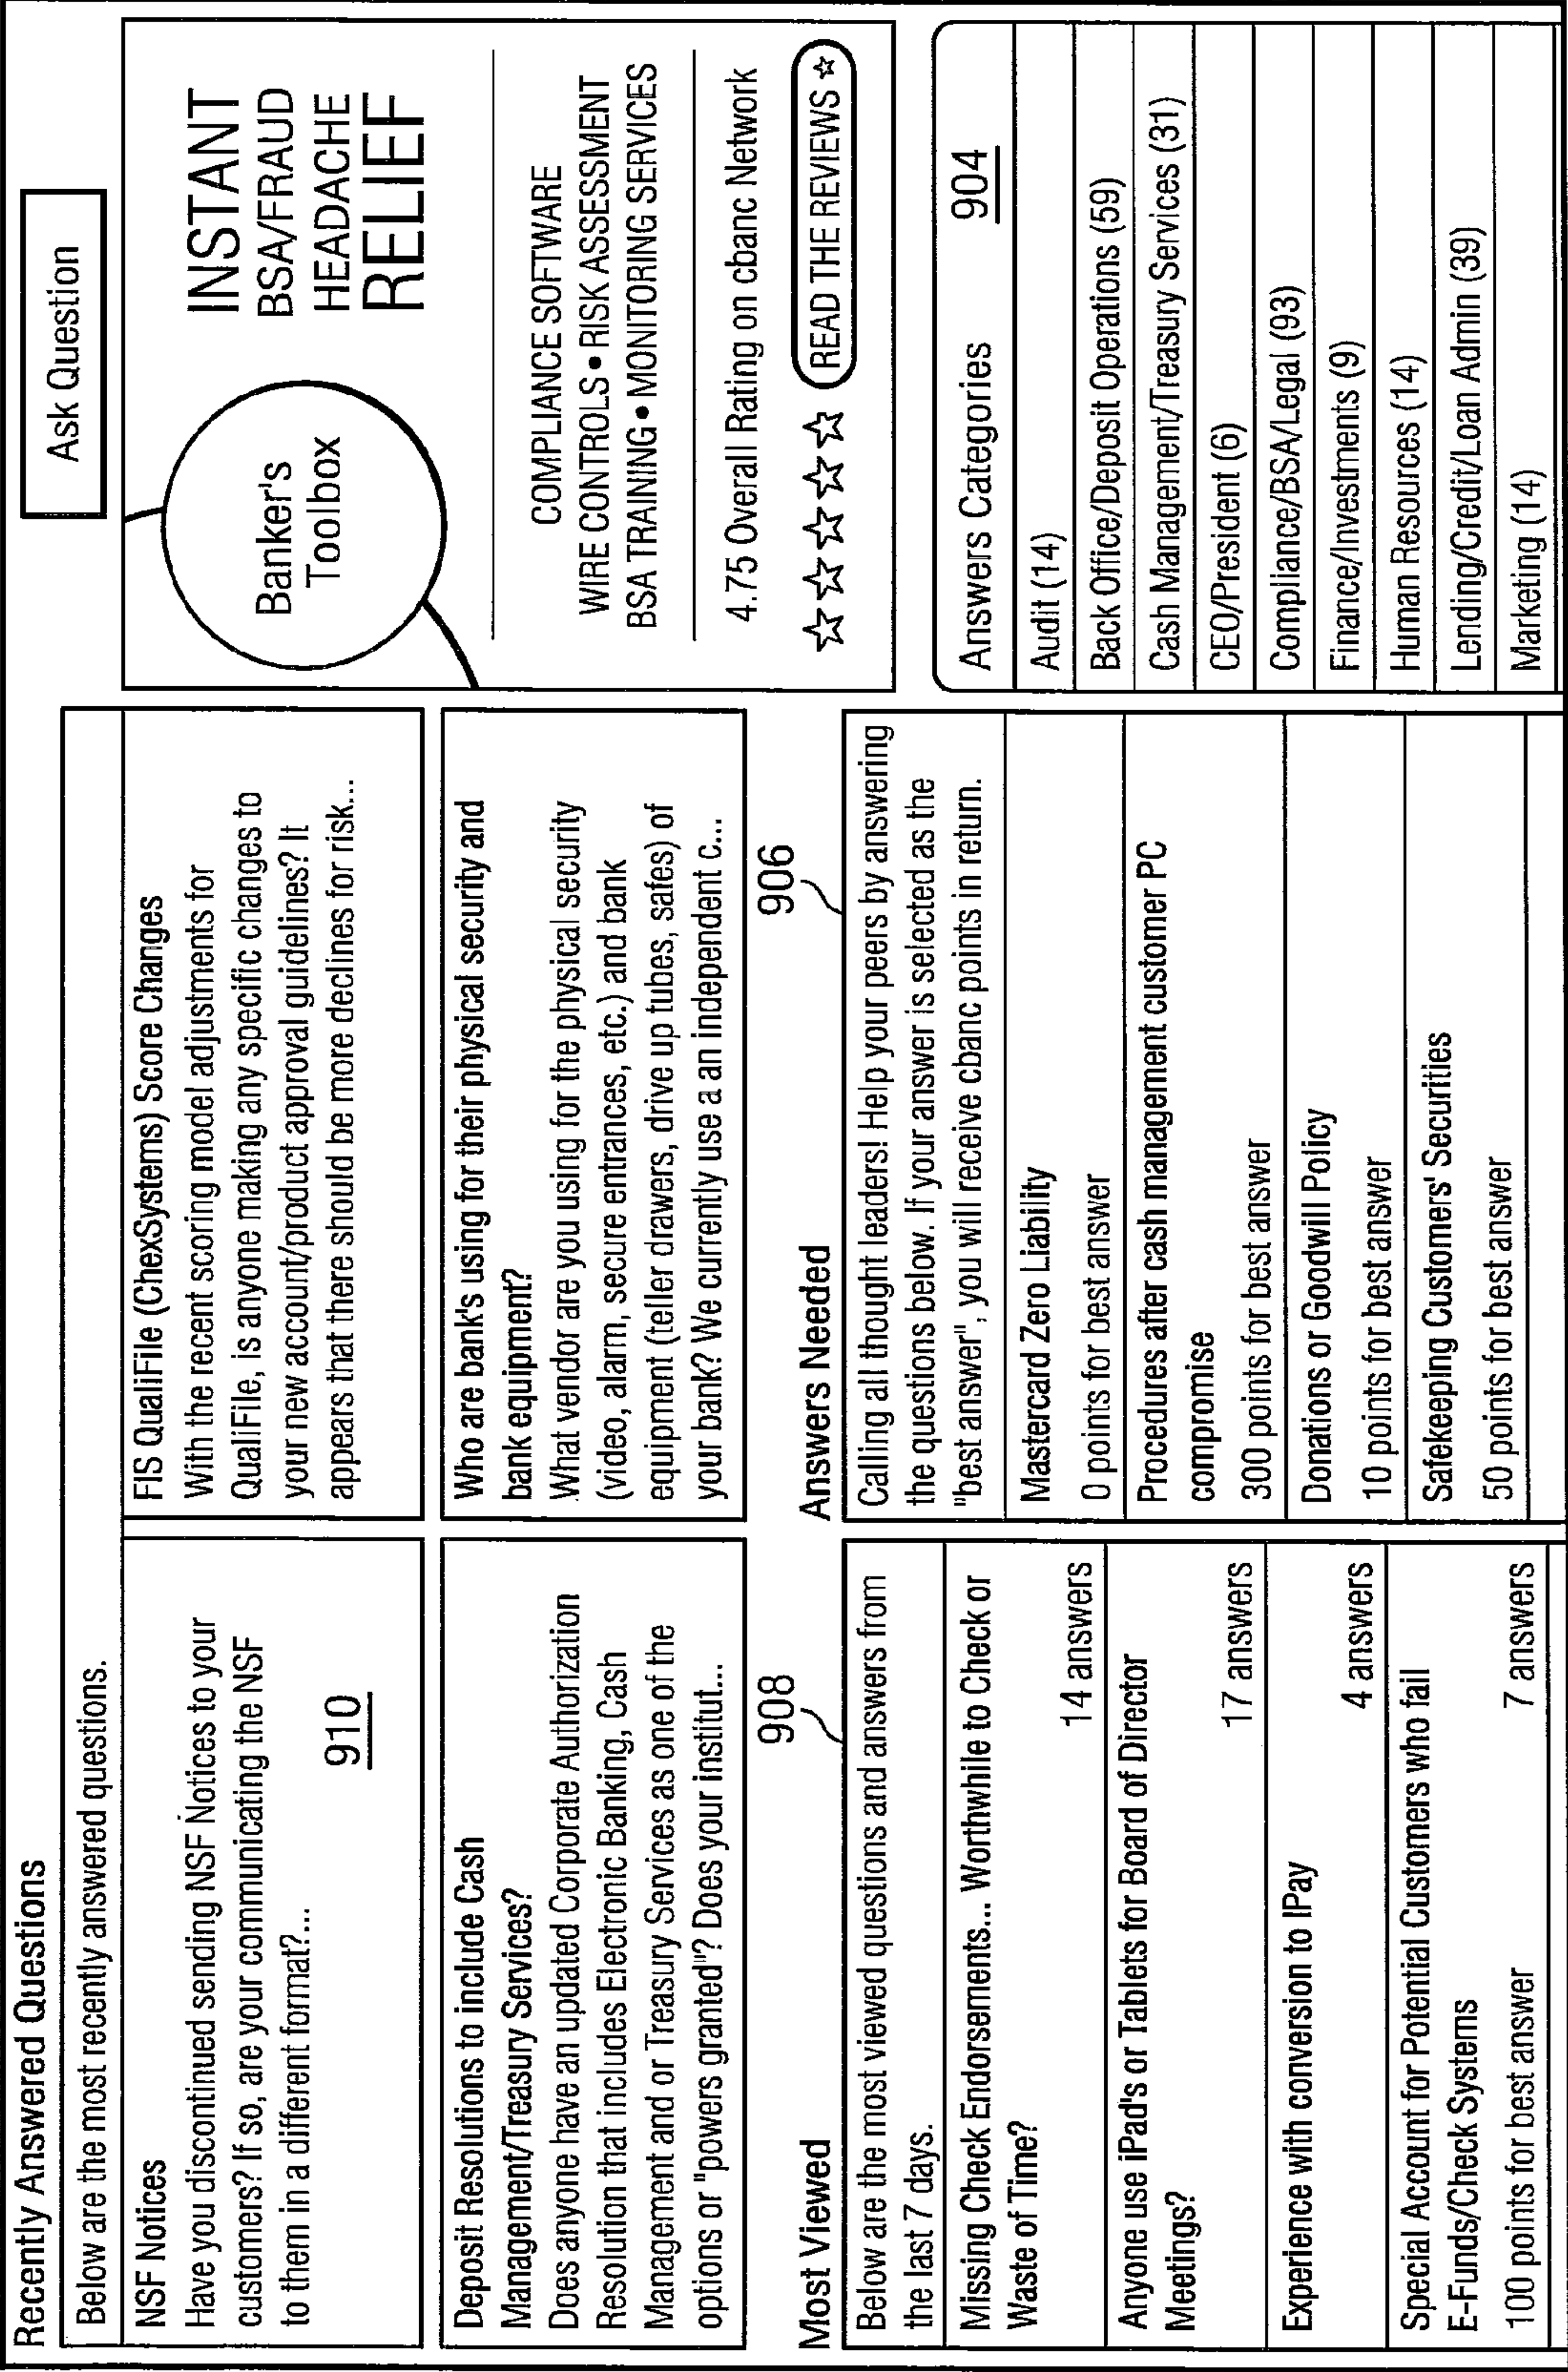 Recently Answered Questions
Ask Question
Below are the most recently answered questions.
NSF Notices
Have you discontinued sending NSF Notices to your
customers? If so, are your communicating the NSF
to them in a different format?...
910
FIS QualiFile (ChexSystems) Score Changes
With the recent scoring model adjustments for
QualiFile, is anyone making any specific changes to
your new account/product approval guidelines? It
appears that there should be more declines for risk...
Deposit Resolutions to include Cash
Management/Treasury Services?
Does anyone have an updated Corporate Authorization
Resolution that includes Electronic Banking, Cash
Management and or Treasury Services as one of the
options or "powers granted"? Does your institut...
Who are bank's using for their physical security and
bank equipment?
What vendor are you using for the physical security
(video, alarm, secure entrances, etc.) and bank
equipment (teller drawers, drive up tubes, safes) of
your bank? We currently use a an independent c...
Banker's
Toolbox
INSTANT
BSA/FRAUD
HEADACHE
RELIEF
COMPLIANCE SOFTWARE
WIRE CONTROLS • RISK ASSESSMENT
BSA TRAINING • MONITORING SERVICES
4.75 Overall Rating on cbanc Network
READ THE REVIEWS
908
Most Viewed
Below are the most viewed questions and answers from
the last 7 days.
Missing Check Endorsements... Worthwhile to Check or
Waste of Time?
14 answers
Anyone use iPad's or Tablets for Board of Director
Meetings?
17 answers
Experience with conversion to IPay
4 answers
Special Account for Potential Customers who fail
E-Funds/Check Systems
100 points for best answer 7 answers
906
Answers Needed
Calling all thought leaders! Help your peers by answering
the questions below. If your answer is selected as the
"best answer", you will receive cbanc points in return.
Mastercard Zero Liability
0 points for best answer
Procedures after cash management customer PC
compromise
300 points for best answer
Donations or Goodwill Policy
10 points for best answer
Safekeeping Customers' Securities
50 points for best answer
Answers Categories 904
Audit (14)
Back Office/Deposit Operations (59)
Cash Management/Treasury Services (31)
CEO/President (6)
Compliance/BSA/Legal (93)
Finance/Investments (9)
Human Resources (14)
Lending/Credit/Loan Admin (39)
Marketing (14)